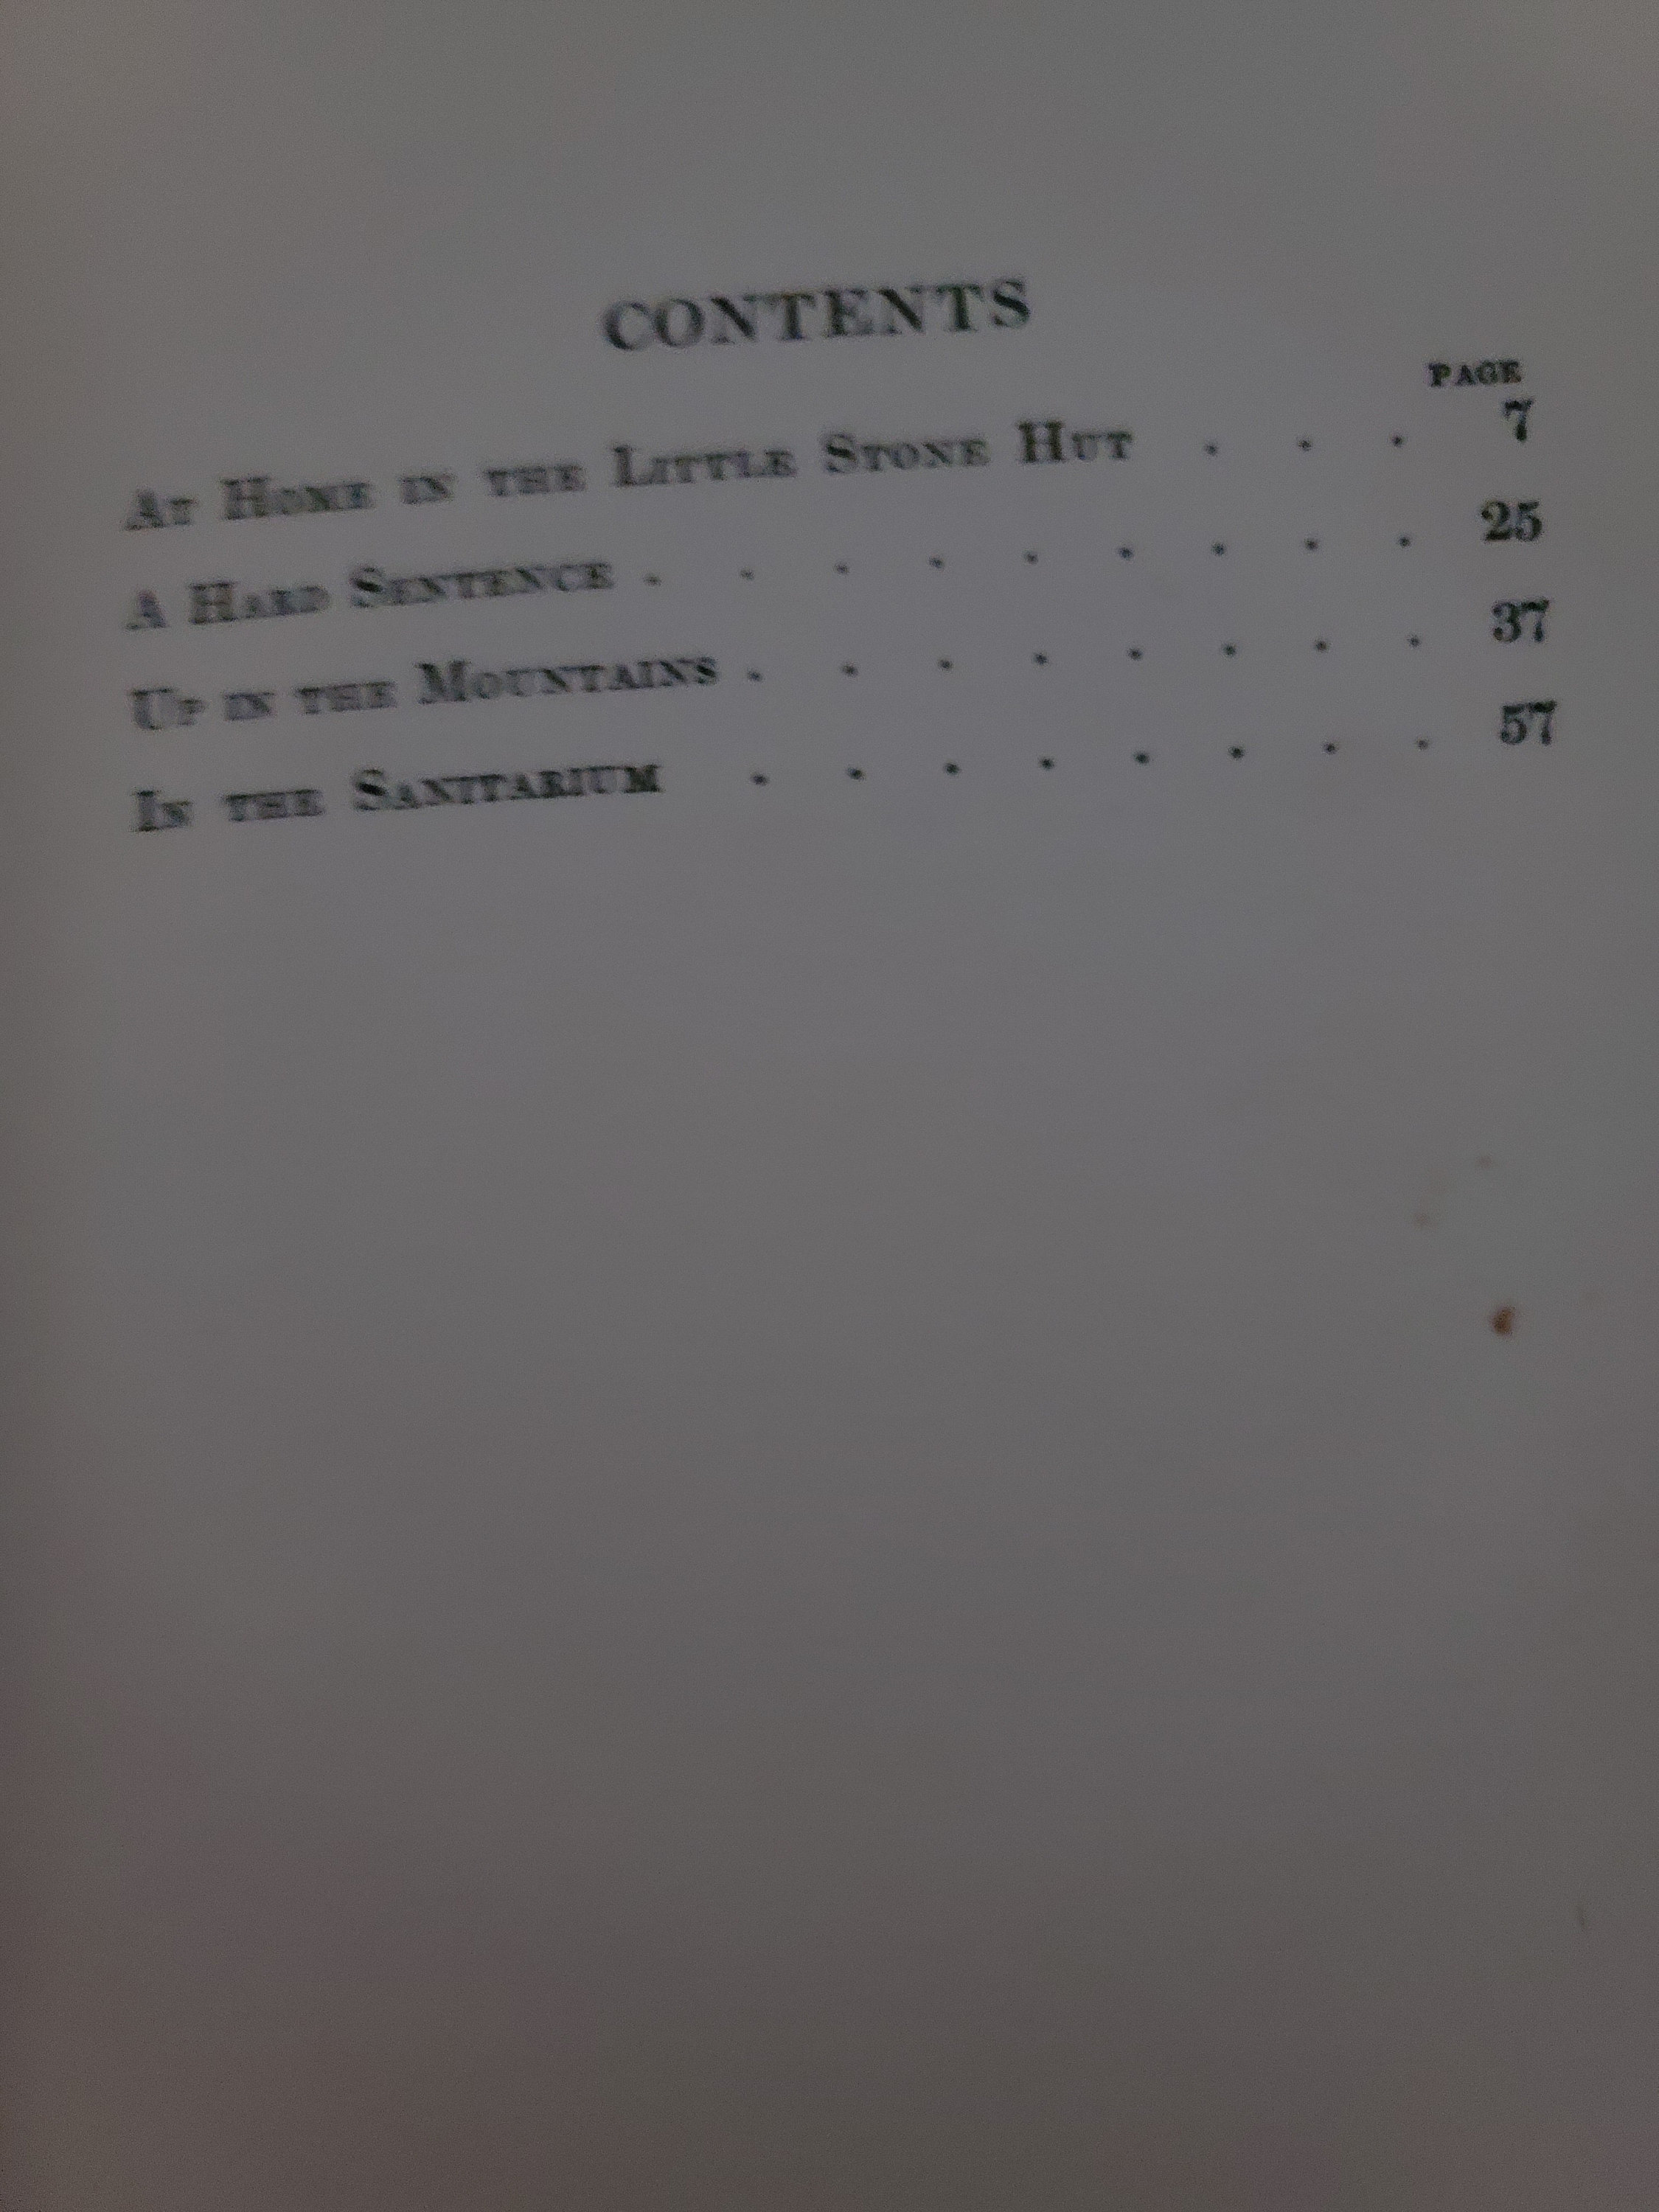 CONTENTS
PAGE
At Home in the Little Stone Hut . . . 7
A Hard Sentence . . . . . . . . . 25
Up in the Mountains . . . . . . . . 37
In the Sanitarium . . . . . . . . 57